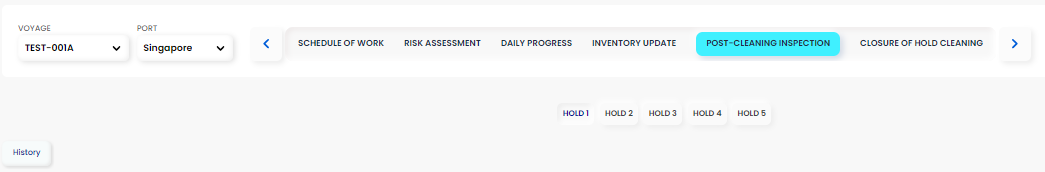 VOYAGE
PORT
TEST-001A
Singapore
SCHEDULE OF WORK
RISK ASSESSMENT
DAILY PROGRESS
INVENTORY UPDATE
POST-CLEANING INSPECTION
CLOSURE OF HOLD CLEANING
HOLD 1
HOLD 2
HOLD 3
HOLD 4
HOLD 5
History